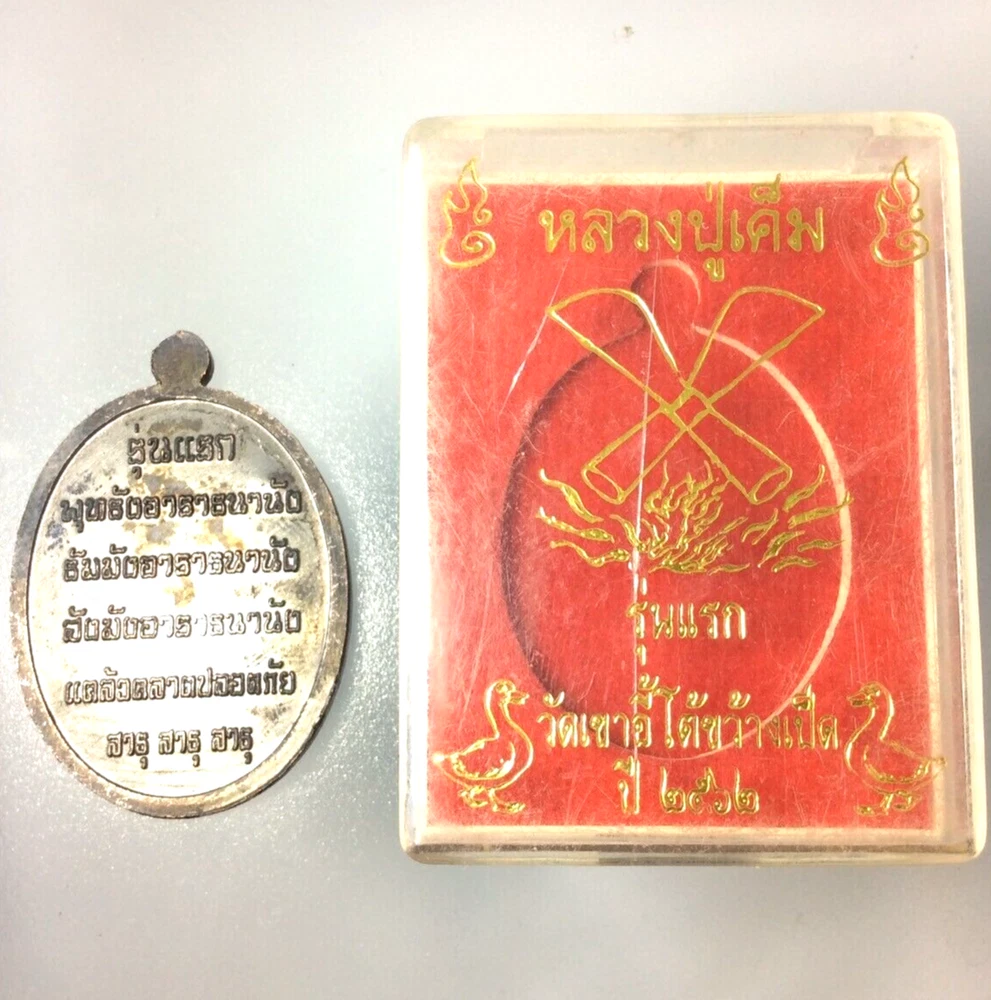 รุ่นแรก
พุทธังอาราธนานัง
ธัมมังอาราธนานัง
สังฆังอาราธนานัง
แคล้วคลาดปลอดภัย
สาธุ สาธุ สาธุ
หลวงปู่เค็ม
รุ่นแรก
วัดเขาอี้โต้ขว้างเป็ด
ปี ๒๕๖๒